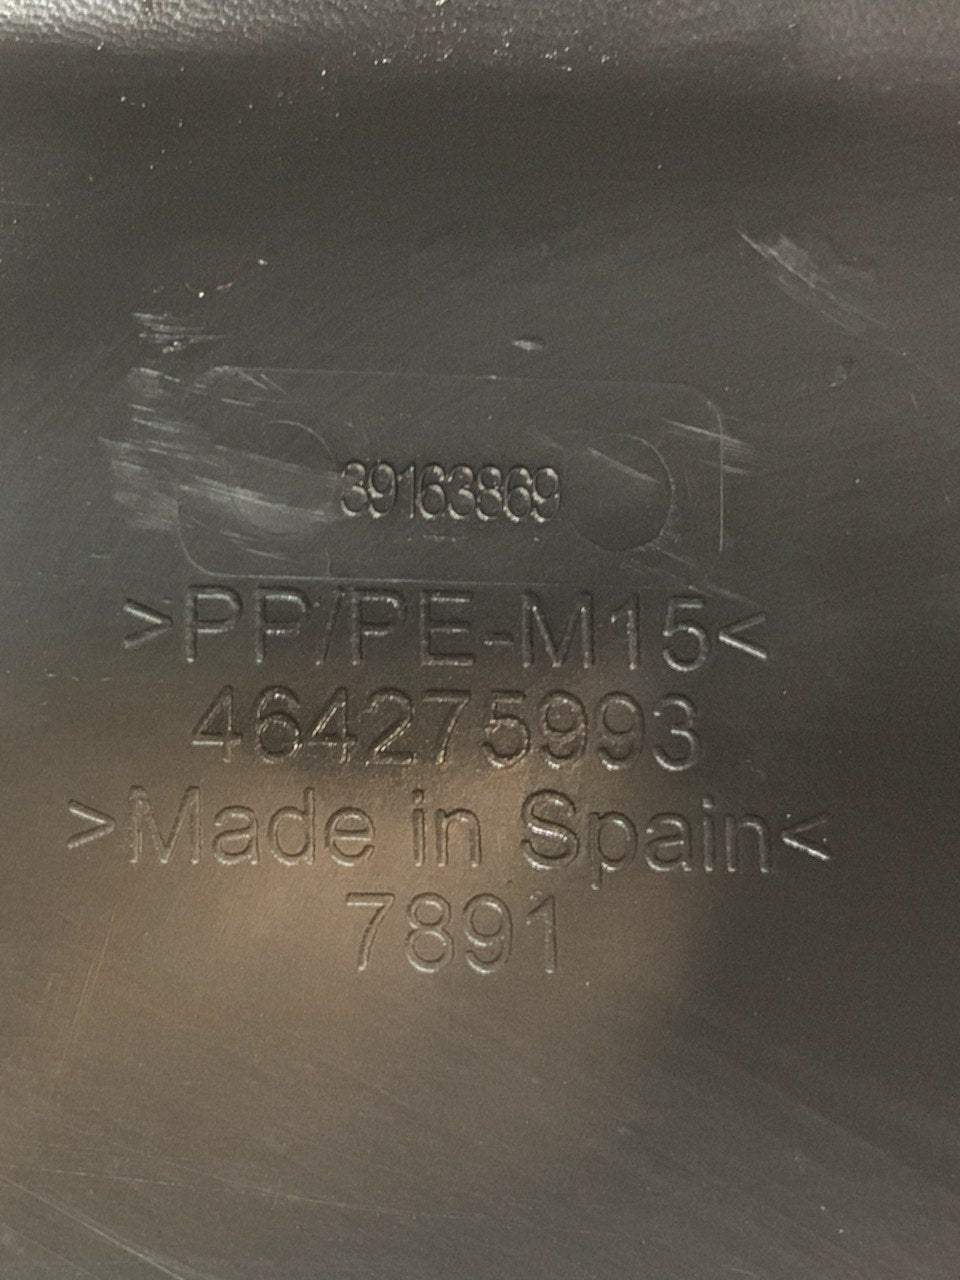 39163869
>PP/PE-M15<
464275993
>Made in Spain<
7891